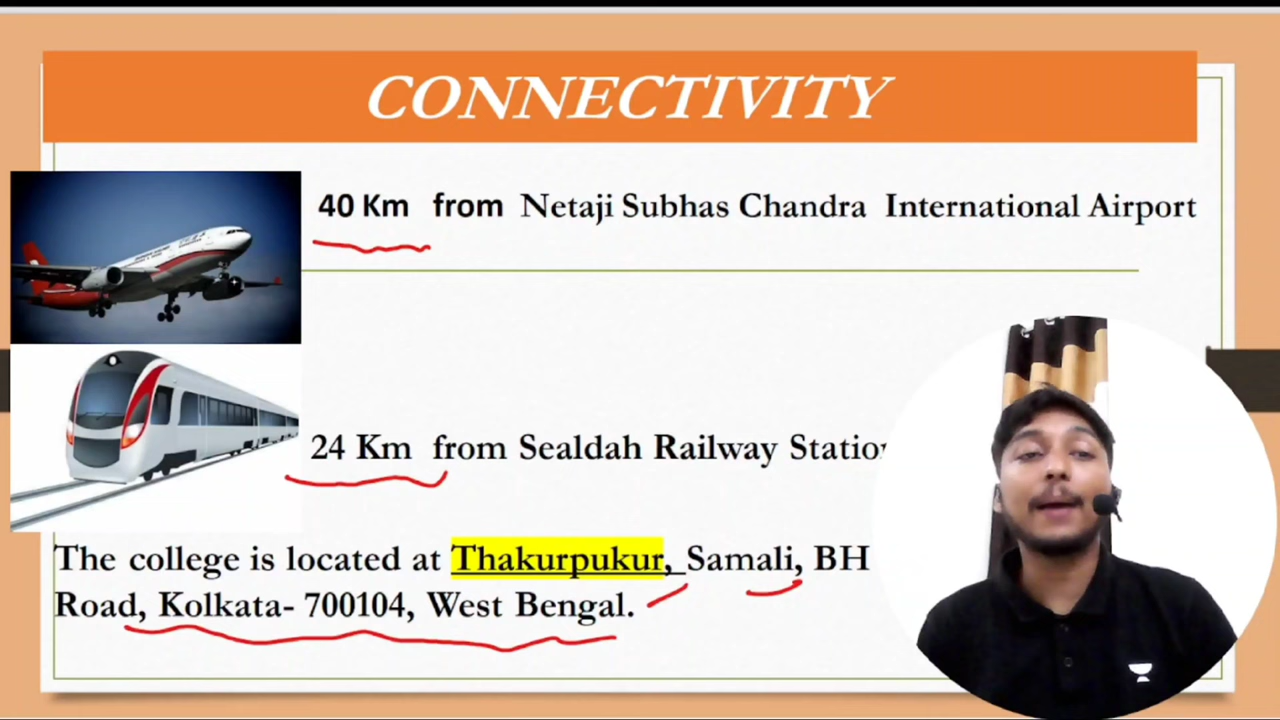 CONNECTIVITY
40 Km from Netaji Subhas Chandra International Airport
24 Km from Sealdah Railway
The college is located at Thakurpukur, Samali, BH
Road, Kolkata- 700104, West Bengal.